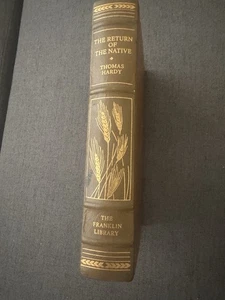 THE RETURN
OF
THE NATIVE
THOMAS
HARDY
THE
FRANKLIN
LIBRARY